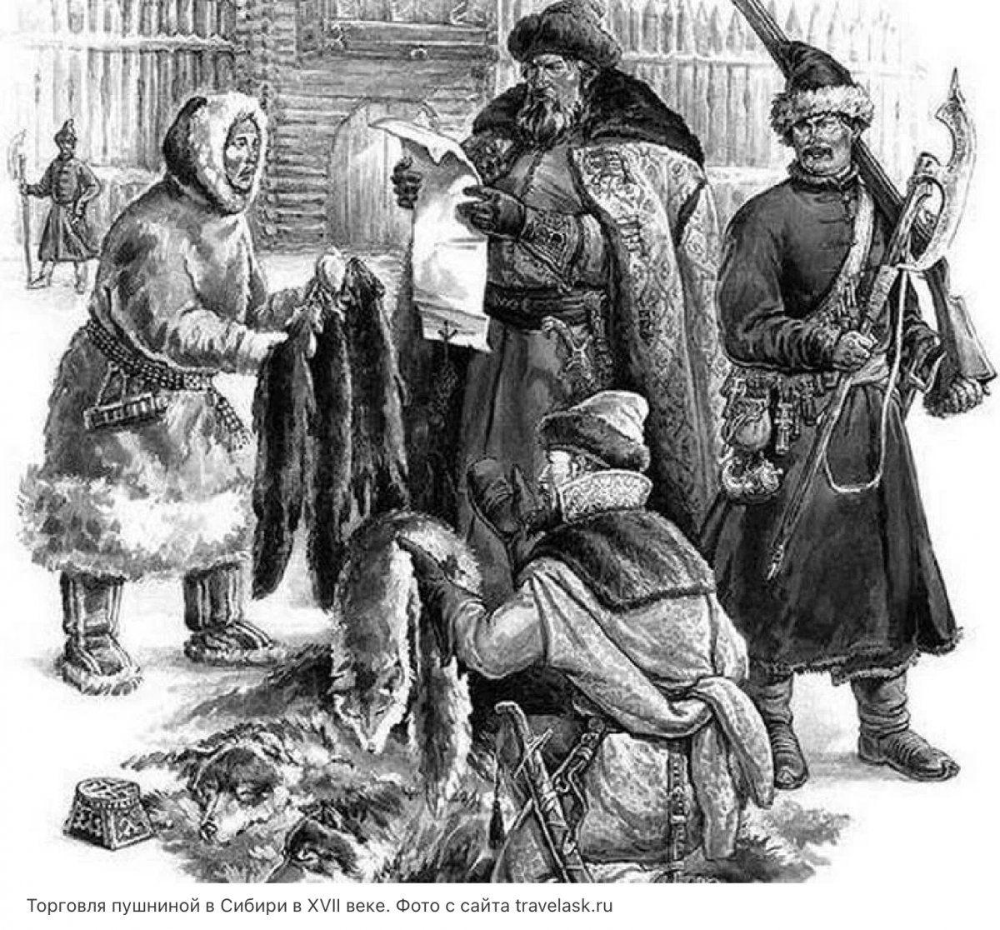 Торговля пушниной в Сибири в XVII веке. Фото с сайта travelask.ru